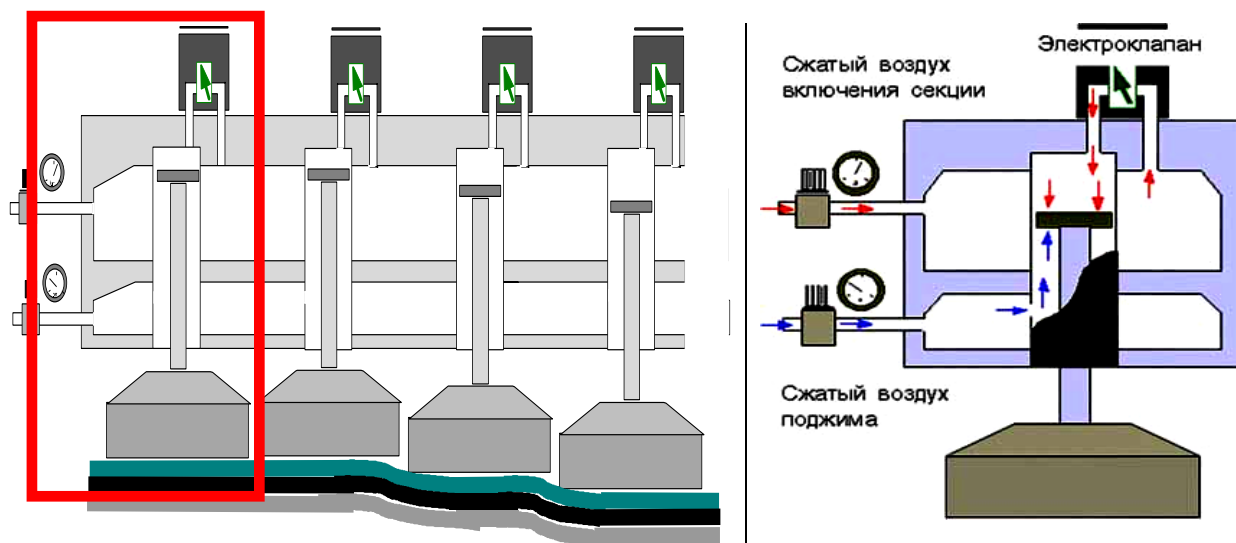 Электроклапан
Сжатый воздух
включения секции
Сжатый воздух
поджима